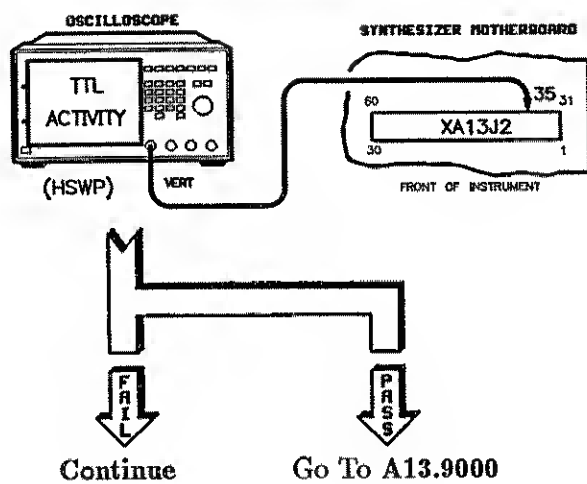 OSCILLOSCOPE
SYNTHESIZER MOTHERBOARD
TTL
ACTIVITY
60
35
31
XA13J2
30
1
(HSWP)
VERT
FRONT OF INSTRUMENT
FAIL
PASS
Continue
Go To A13.9000